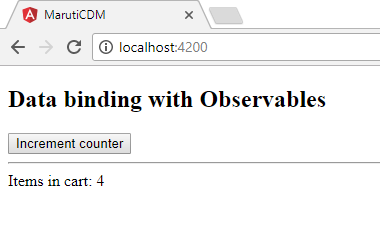 MarutiCDM
localhost:4200
Data binding with Observables
Increment counter
Items in cart: 4